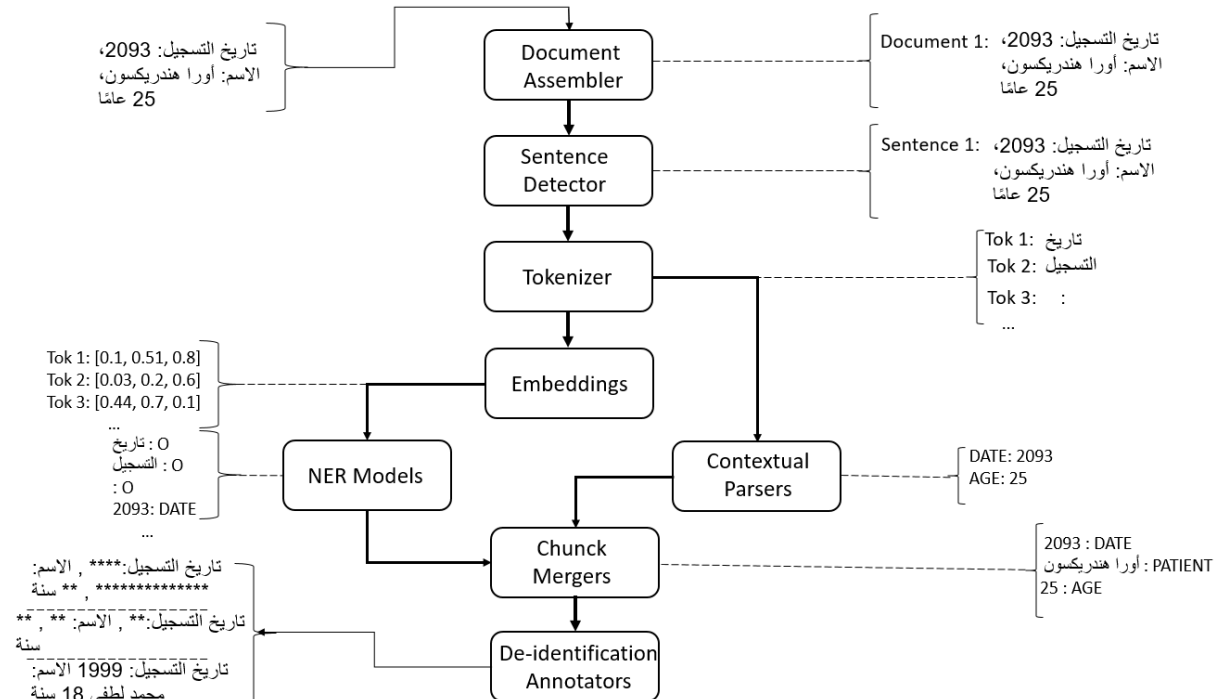 تاريخ التسجيل: 2093،
الاسم: أورا هندريكسون،
25 عامًا
Document
Assembler
Document 1: تاريخ التسجيل: 2093،
الاسم: أورا هندريكسون،
25 عامًا
Sentence
Detector
Sentence 1: تاريخ التسجيل: 2093،
الاسم: أورا هندريكسون،
25 عامًا
Tokenizer
Tok 1: تاريخ
Tok 2: التسجيل
Tok 3: :
...
Embeddings
Tok 1: [0.1, 0.51, 0.8]
Tok 2: [0.03, 0.2, 0.6]
Tok 3: [0.44, 0.7, 0.1]
...
NER Models
تاريخ : O
التسجيل : O
: O
2093: DATE
...
Contextual
Parsers
DATE: 2093
AGE: 25
Chunck
Mergers
2093 : DATE
أورا هندريكسون : PATIENT
25 : AGE
De-identification
Annotators
تاريخ التسجيل:**** , الاسم:
************** , ** سنة
تاريخ التسجيل:** , الاسم: ** , **
سنة
تاريخ التسجيل: 1999 الاسم:
محمد لطفي 18 سنة